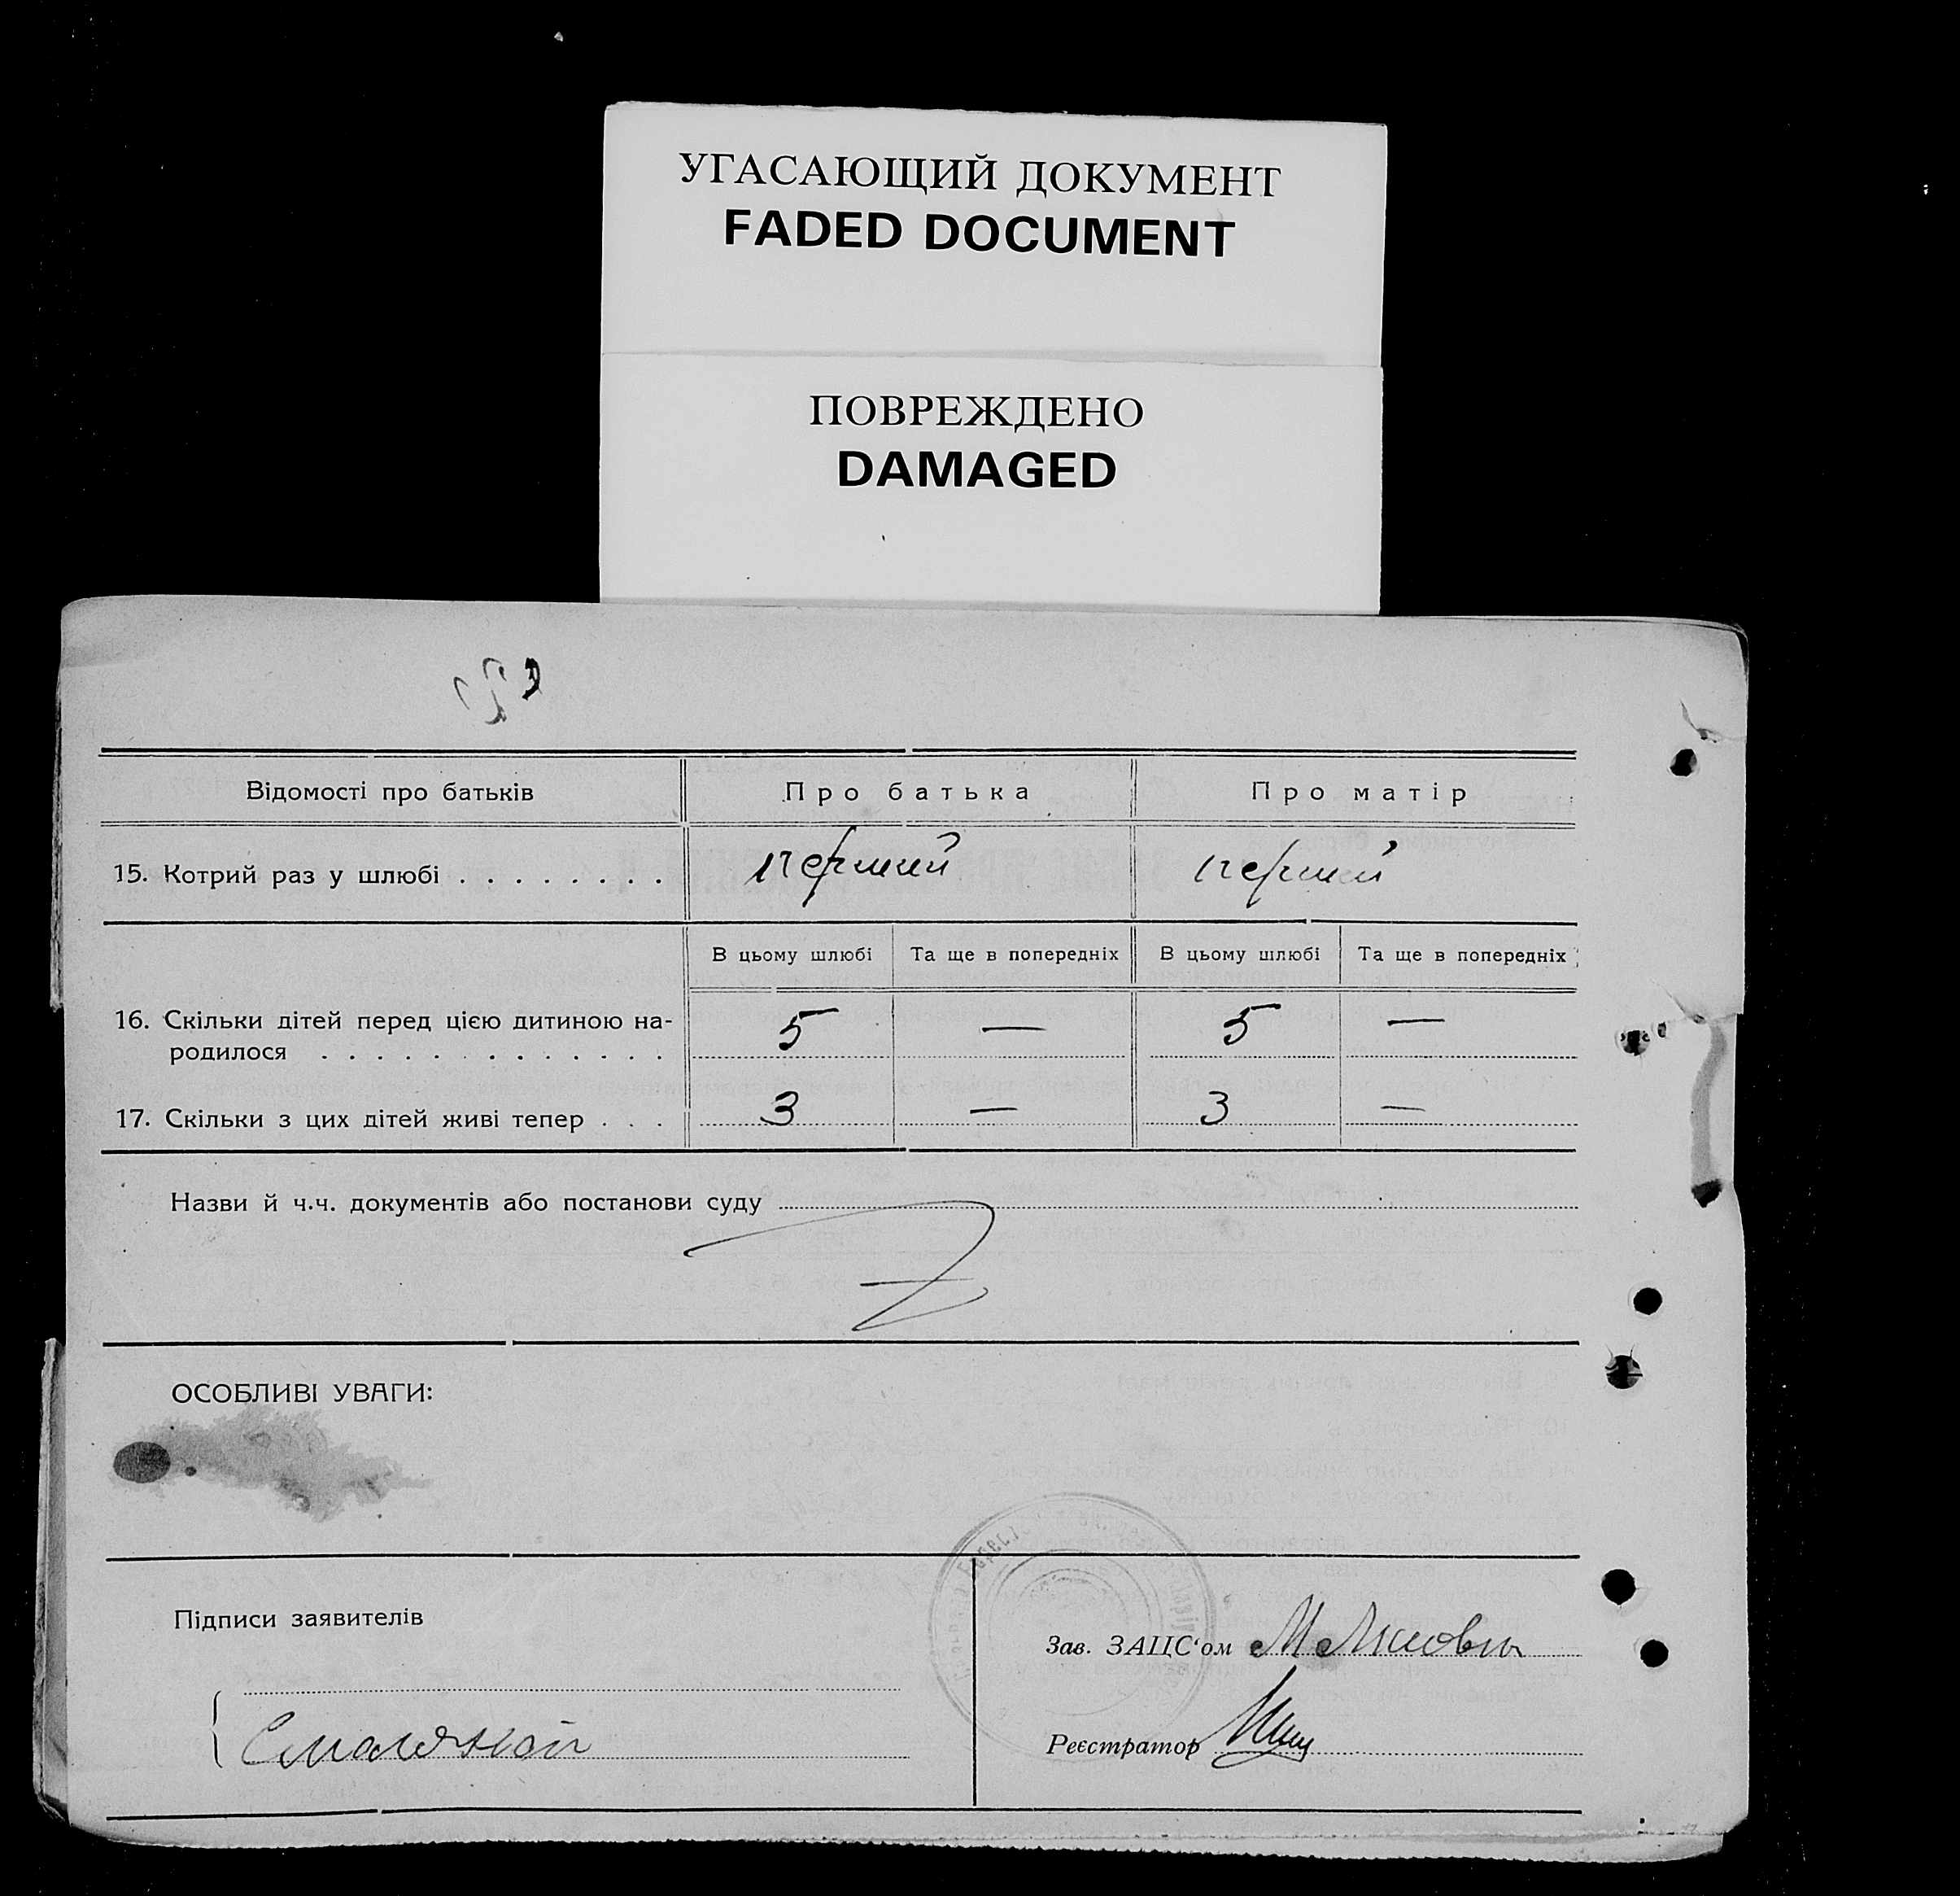 УГАСАЮЩИЙ ДОКУМЕНТ
FADED DOCUMENT
ПОВРЕЖДЕНО
DAMAGED
Відомості про батьків
Про батька
Про матір
15. Котрий раз у шлюбі . . . . . . . .
перший
перший
В цьому шлюбі
Та ще в попередніх
В цьому шлюбі
Та ще в попередніх
16. Скільки дітей перед цією дитиною на-
родилося . . . . . . . . . . . . .
5 — 5 —
17. Скільки з цих дітей живі тепер . . .
3 — 3 —
Назви й ч.ч. документів або постанови суду
ОСОБЛИВІ УВАГИ:
Підписи заявителів
Зав. ЗАЦС'ом
Реєстратор